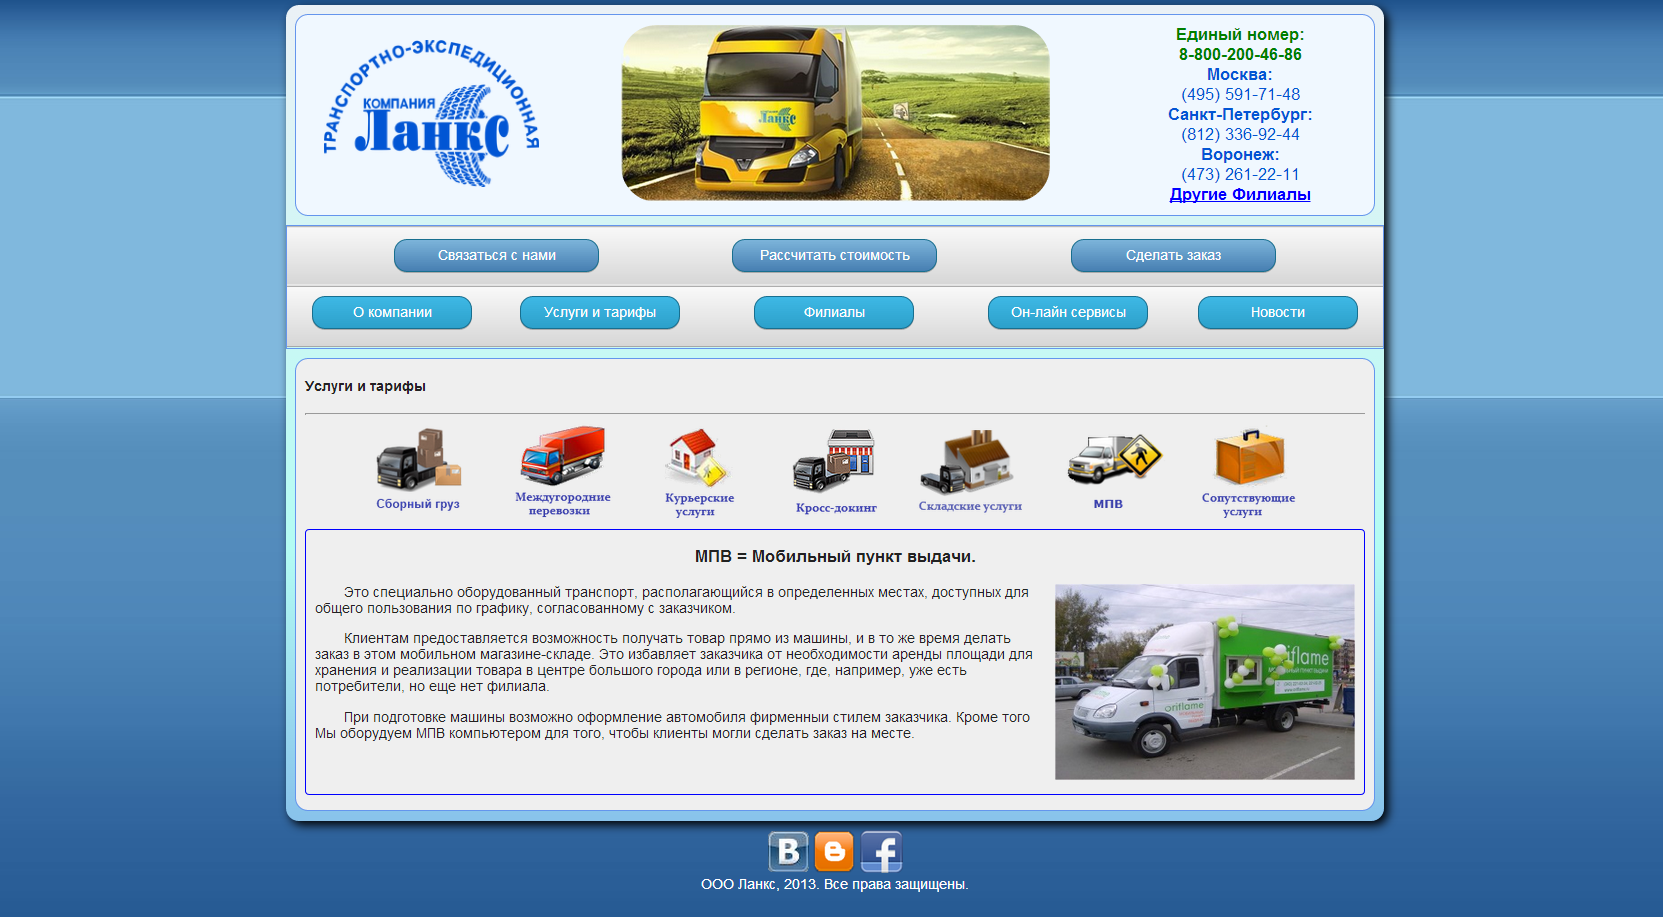 ТРАНСПОРТНО-ЭКСПЕДИЦИОННАЯ
КОМПАНИЯ
Ланкс
Ланкс
Единый номер:
8-800-200-46-86
Москва:
(495) 591-71-48
Санкт-Петербург:
(812) 336-92-44
Воронеж:
(473) 261-22-11
Другие Филиалы
Связаться с нами
Рассчитать стоимость
Сделать заказ
О компании
Услуги и тарифы
Филиалы
Он-лайн сервисы
Новости
Услуги и тарифы
Сборный груз
Междугородние
перевозки
Курьерские
услуги
Кросс-докинг
Складские услуги
МПВ
Сопутствующие
услуги
МПВ = Мобильный пункт выдачи.
Это специально оборудованный транспорт, располагающийся в определенных местах, доступных для
общего пользования по графику, согласованному с заказчиком.
Клиентам предоставляется возможность получать товар прямо из машины, и в то же время делать
заказ в этом мобильном магазине-складе. Это избавляет заказчика от необходимости аренды площади для
хранения и реализации товара в центре большого города или в регионе, где, например, уже есть
потребители, но еще нет филиала.
При подготовке машины возможно оформление автомобиля фирменный стилем заказчика. Кроме того
Мы оборудуем МПВ компьютером для того, чтобы клиенты могли сделать заказ на месте.
oriflame
В
f
ООО Ланкс, 2013. Все права защищены.